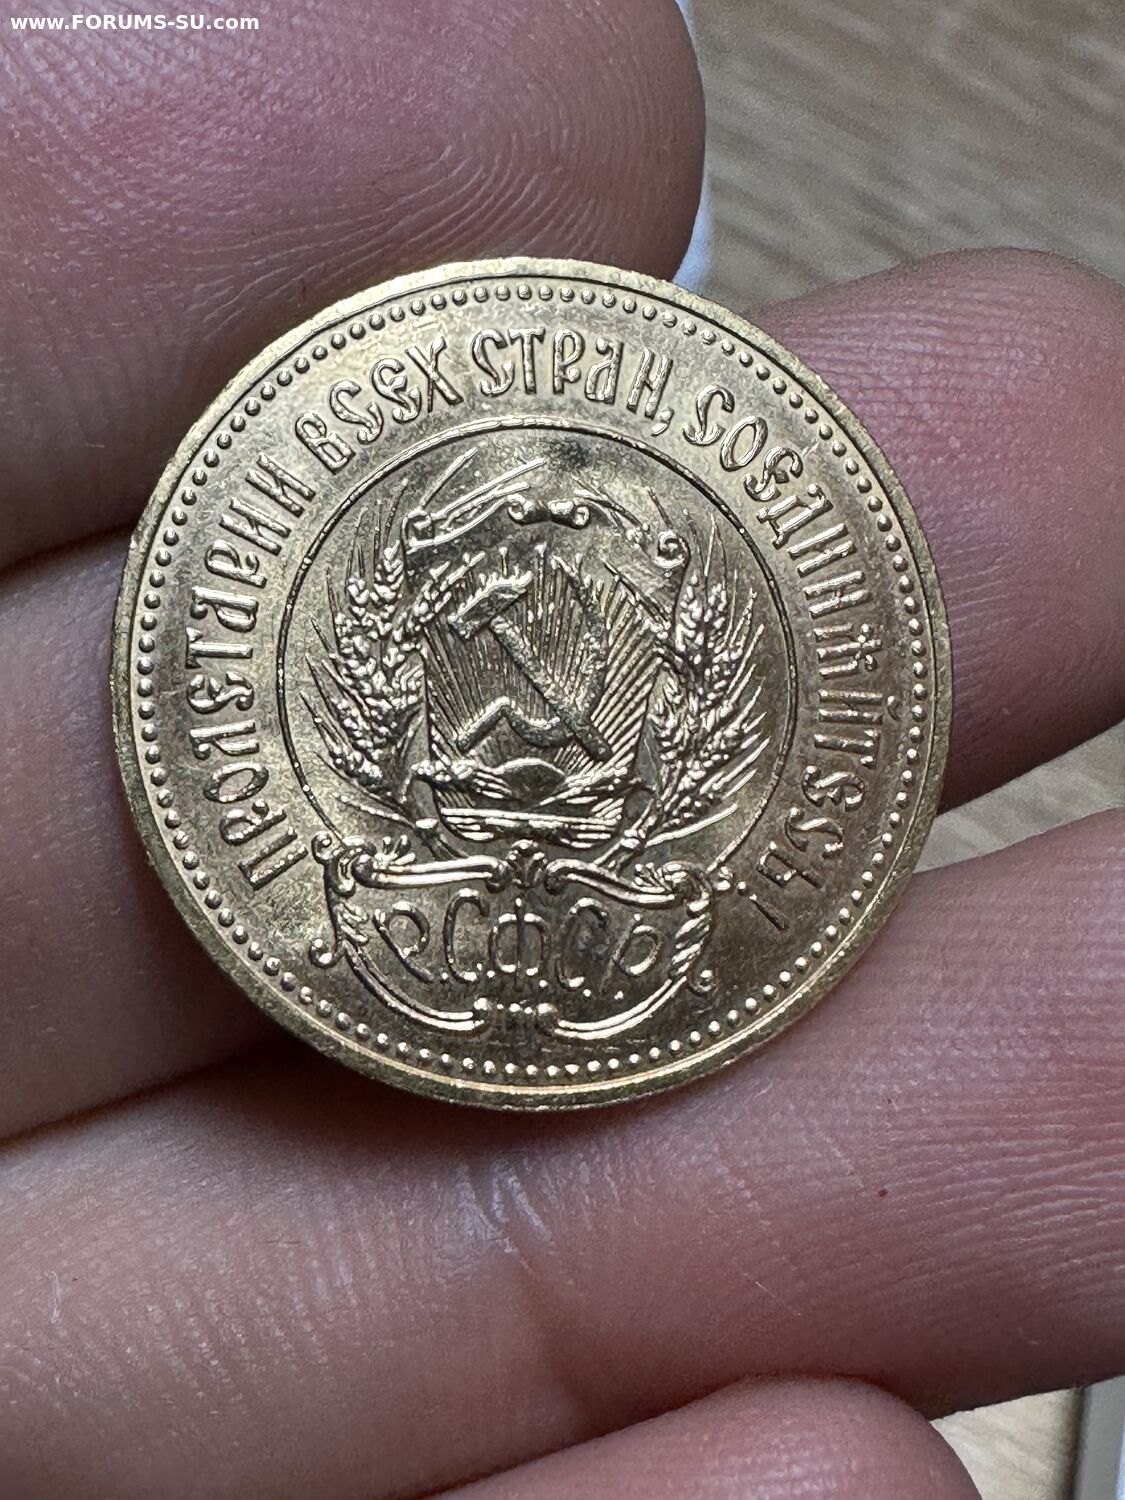 www.FORUMS-SU.com
ПРОЛЕТАРИИ ВСЕХ СТРАН, СОЕДИНЯЙТЕСЬ!
Р.С.Ф.С.Р.